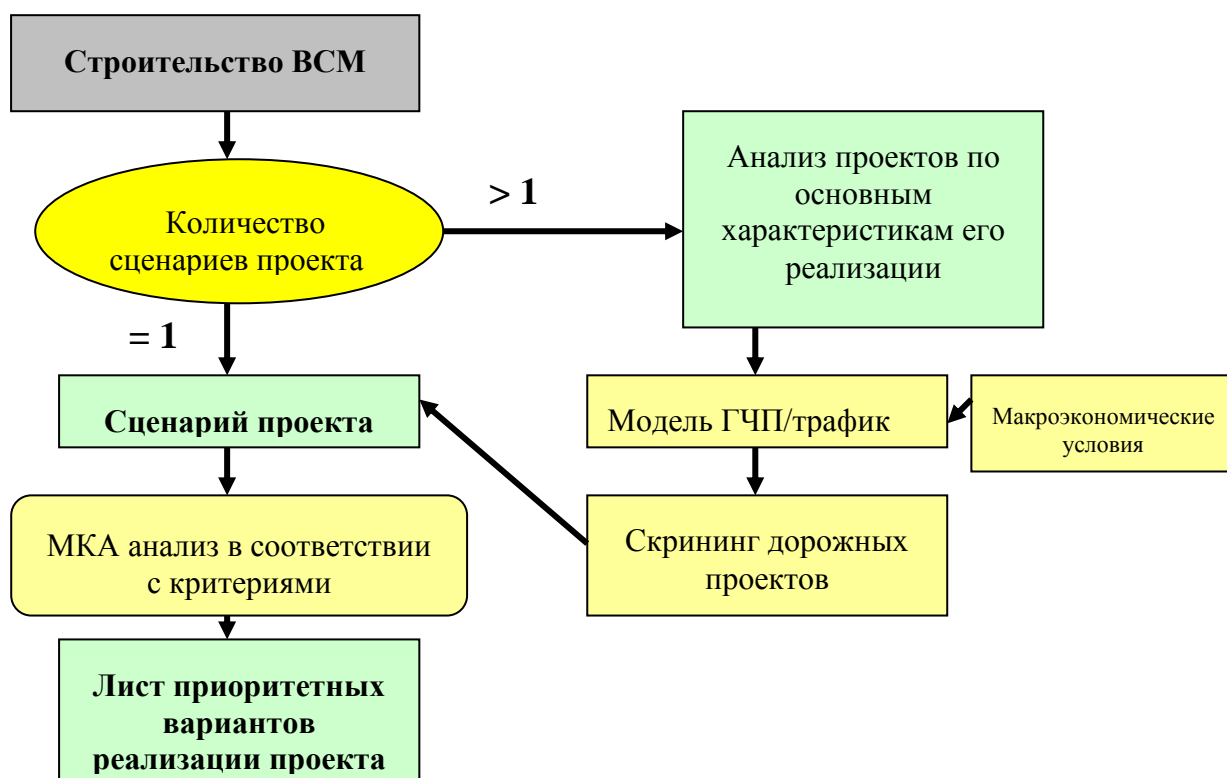 Строительство ВСМ
Количество
сценариев проекта
> 1
= 1
Анализ проектов по
основным
характеристикам его
реализации
Сценарий проекта
Модель ГЧП/трафик
Макроэкономические
условия
МКА анализ в соответствии
с критериями
Скрининг дорожных
проектов
Лист приоритетных
вариантов
реализации проекта